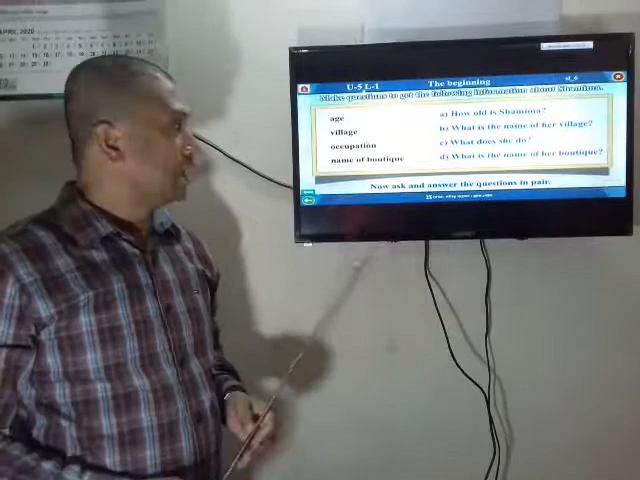 APRIL 2020
U-5 L-1
The beginning
sl_6
Make questions to get the following information about Shamima.
age
a) How old is Shamima?
village
b) What is the name of her village?
occupation
c) What does she do?
name of boutique
d) What is the name of her boutique?
Now ask and answer the questions in pair.